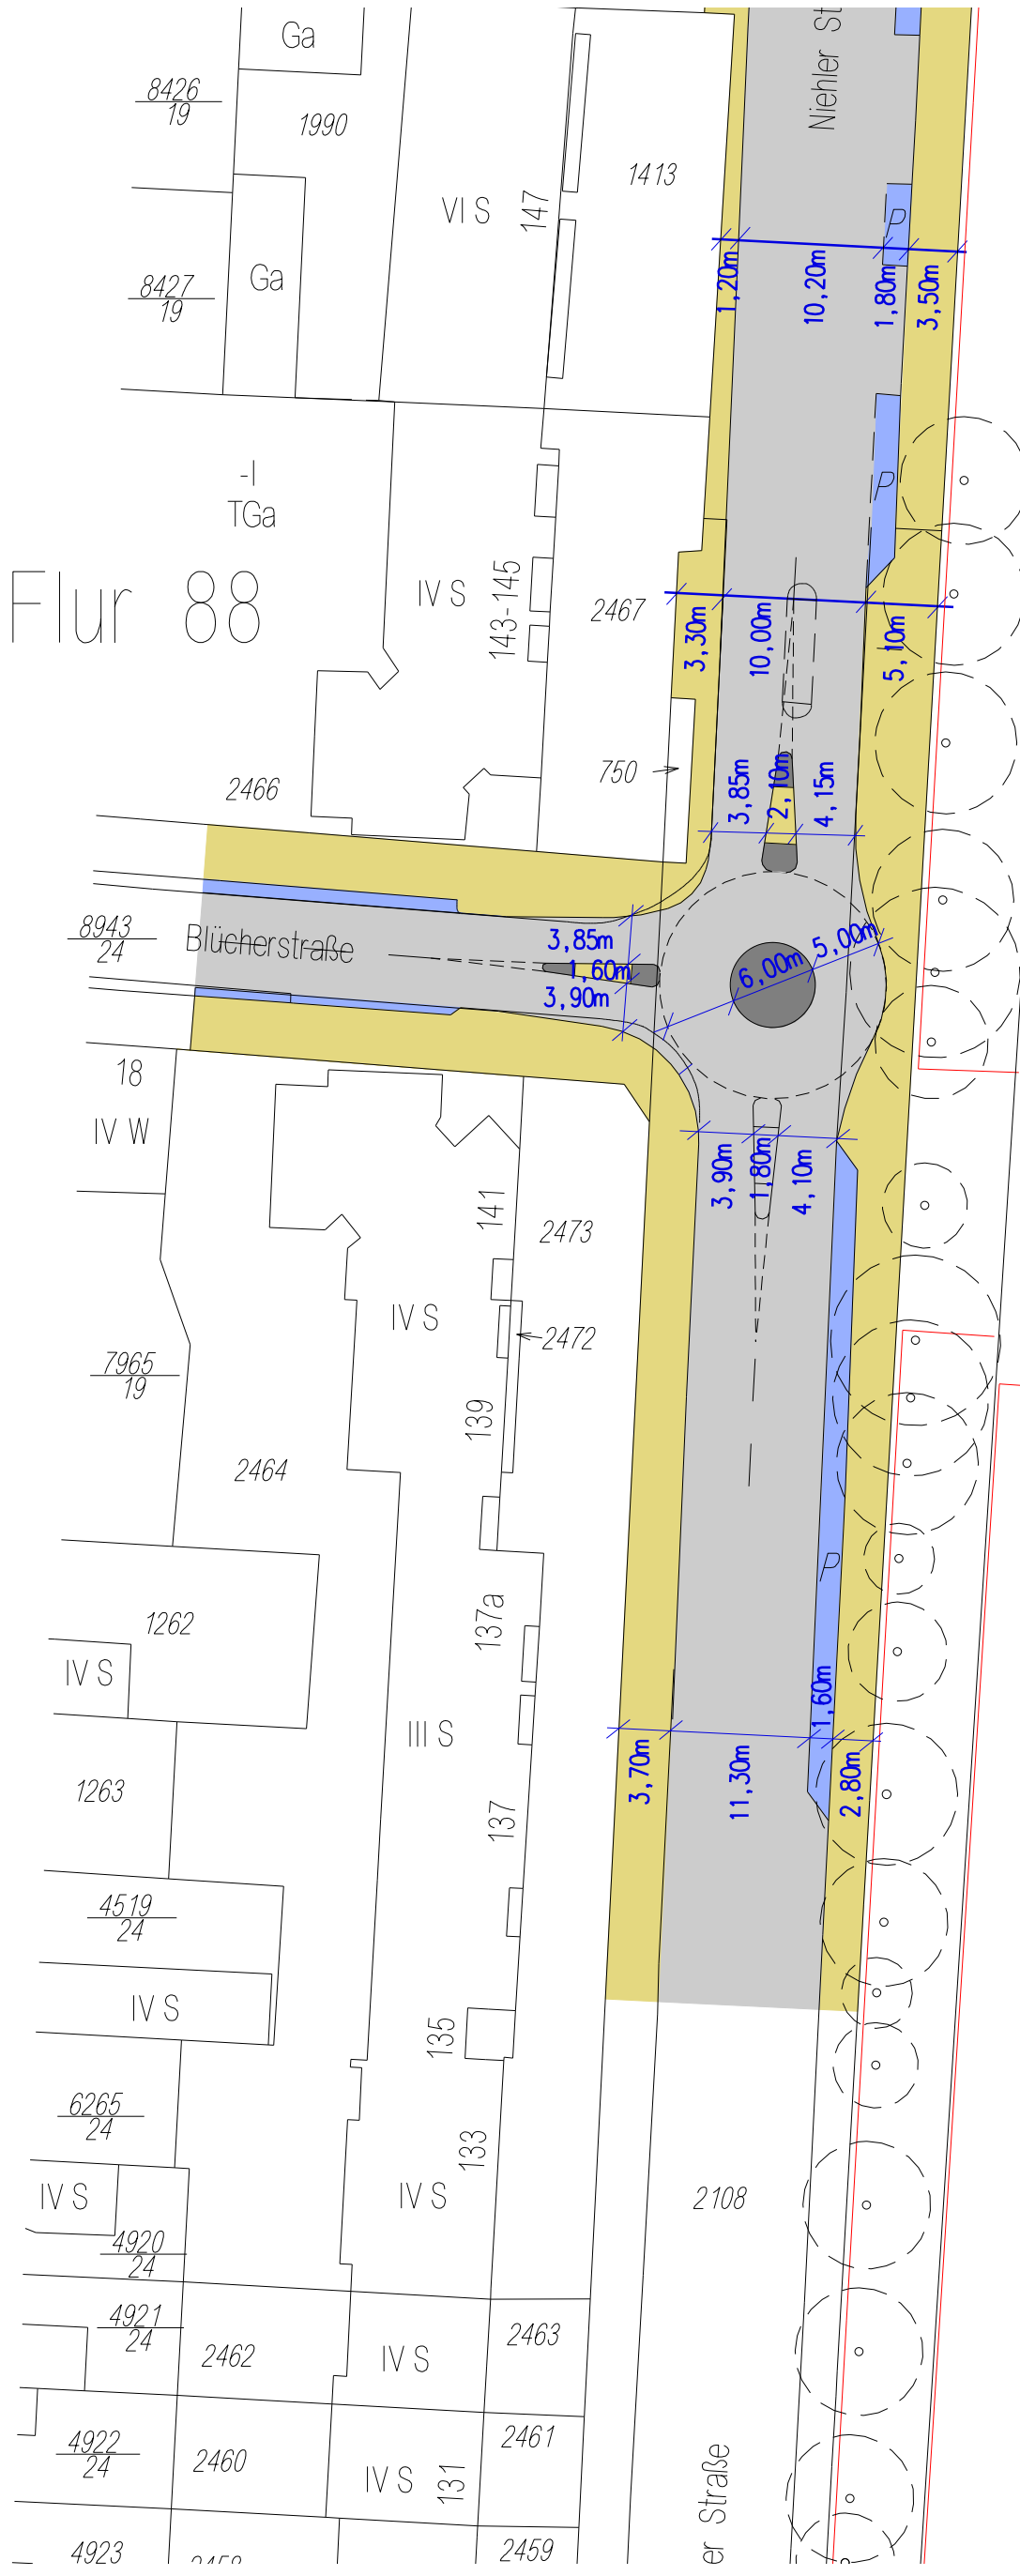 Ga
Niehler St
8426
19
1990
1413
VI S
147
P
8427
19
Ga
1,20m
10,20m
1,80m
3,50m
-I
TGa
P
Flur 88
IV S
143-145
2467
3,30m
10,00m
5,10m
2466
750
3,85m
2,10m
4,15m
8943
24
Blücherstraße
3,85m
1,60m
3,90m
6,00m
5,00m
18
IV W
3,90m
1,80m
4,10m
141
2473
IV S
2472
7965
19
139
2464
P
137a
1262
IV S
III S
1,60m
3,70m
11,30m
2,80m
1263
137
4519
24
IV S
135
6265
24
133
IV S
IV S
2108
4920
24
4921
24
2462
IV S
2463
4922
24
2460
IV S
131
2461
er Straße
4923
2459